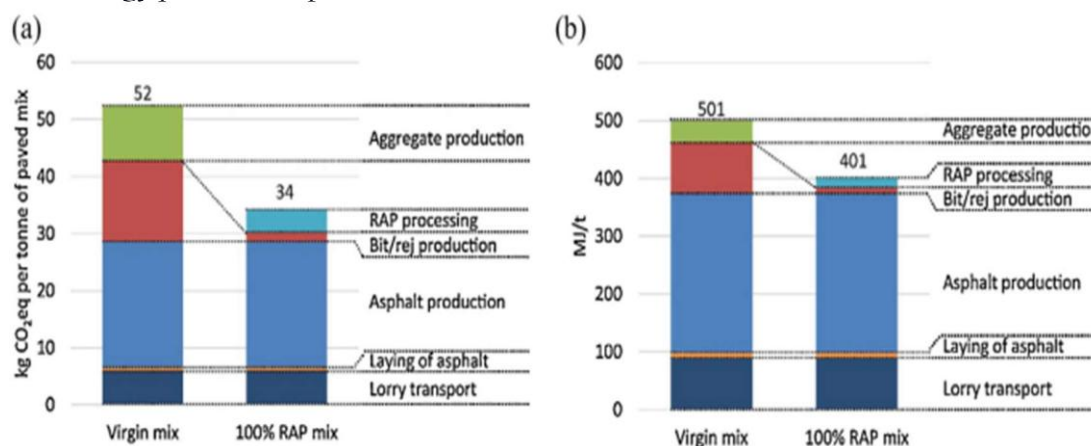 (a)
60
50
40
30
20
10
0
kg CO₂eq per tonne of paved mix
52
34
Aggregate production
RAP processing
Bit/rej production
Asphalt production
Laying of asphalt
Lorry transport
Virgin mix
100% RAP mix
(b)
600
500
400
300
200
100
0
MJ/t
501
401
Aggregate production
RAP processing
Bit/rej production
Asphalt production
Laying of asphalt
Lorry transport
Virgin mix
100% RAP mix